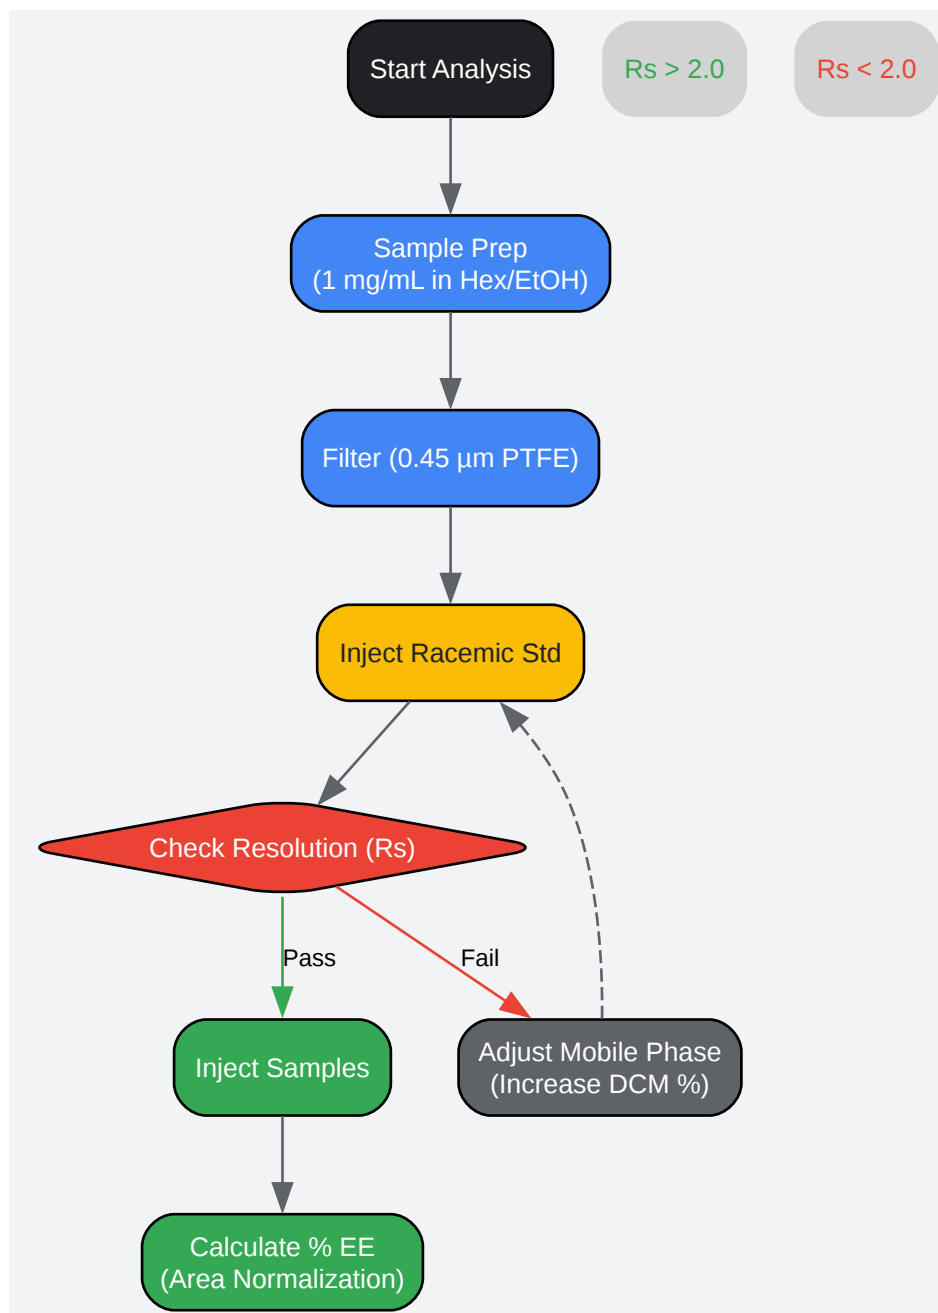 Start Analysis
Rs > 2.0
Rs < 2.0
Sample Prep
(1 mg/mL in Hex/EtOH)
Filter (0.45 µm PTFE)
Inject Racemic Std
Check Resolution (Rs)
Pass
Fail
Inject Samples
Adjust Mobile Phase
(Increase DCM %)
Calculate % EE
(Area Normalization)